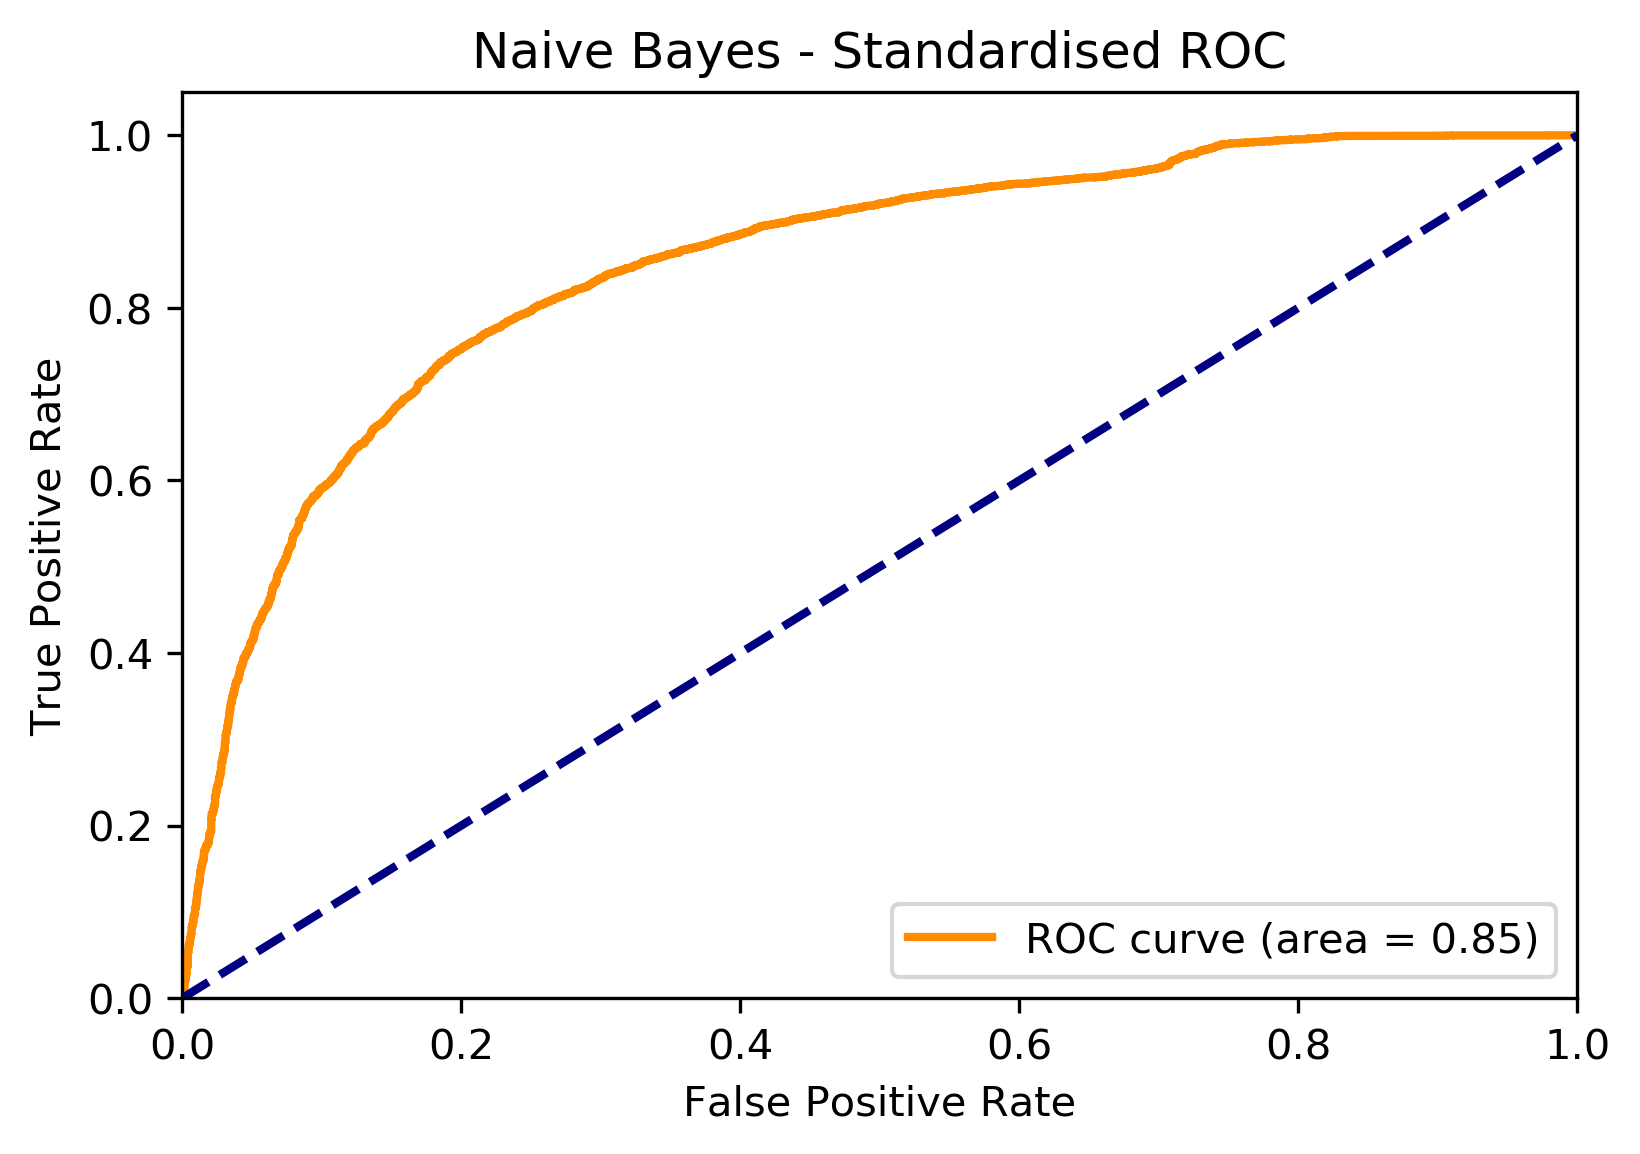 Naive Bayes - Standardised ROC
1.0
0.8
0.6
0.4
0.2
0.0
True Positive Rate
ROC curve (area = 0.85)
0.0 0.2 0.4 0.6 0.8 1.0
False Positive Rate